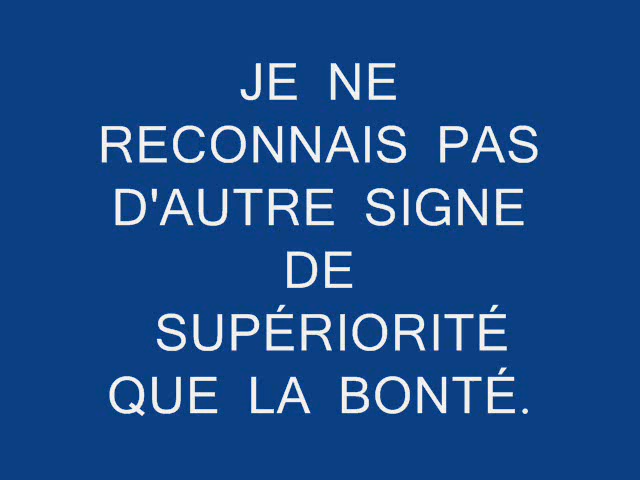 JE NE
RECONNAIS PAS
D'AUTRE SIGNE
DE
SUPÉRIORITÉ
QUE LA BONTÉ.